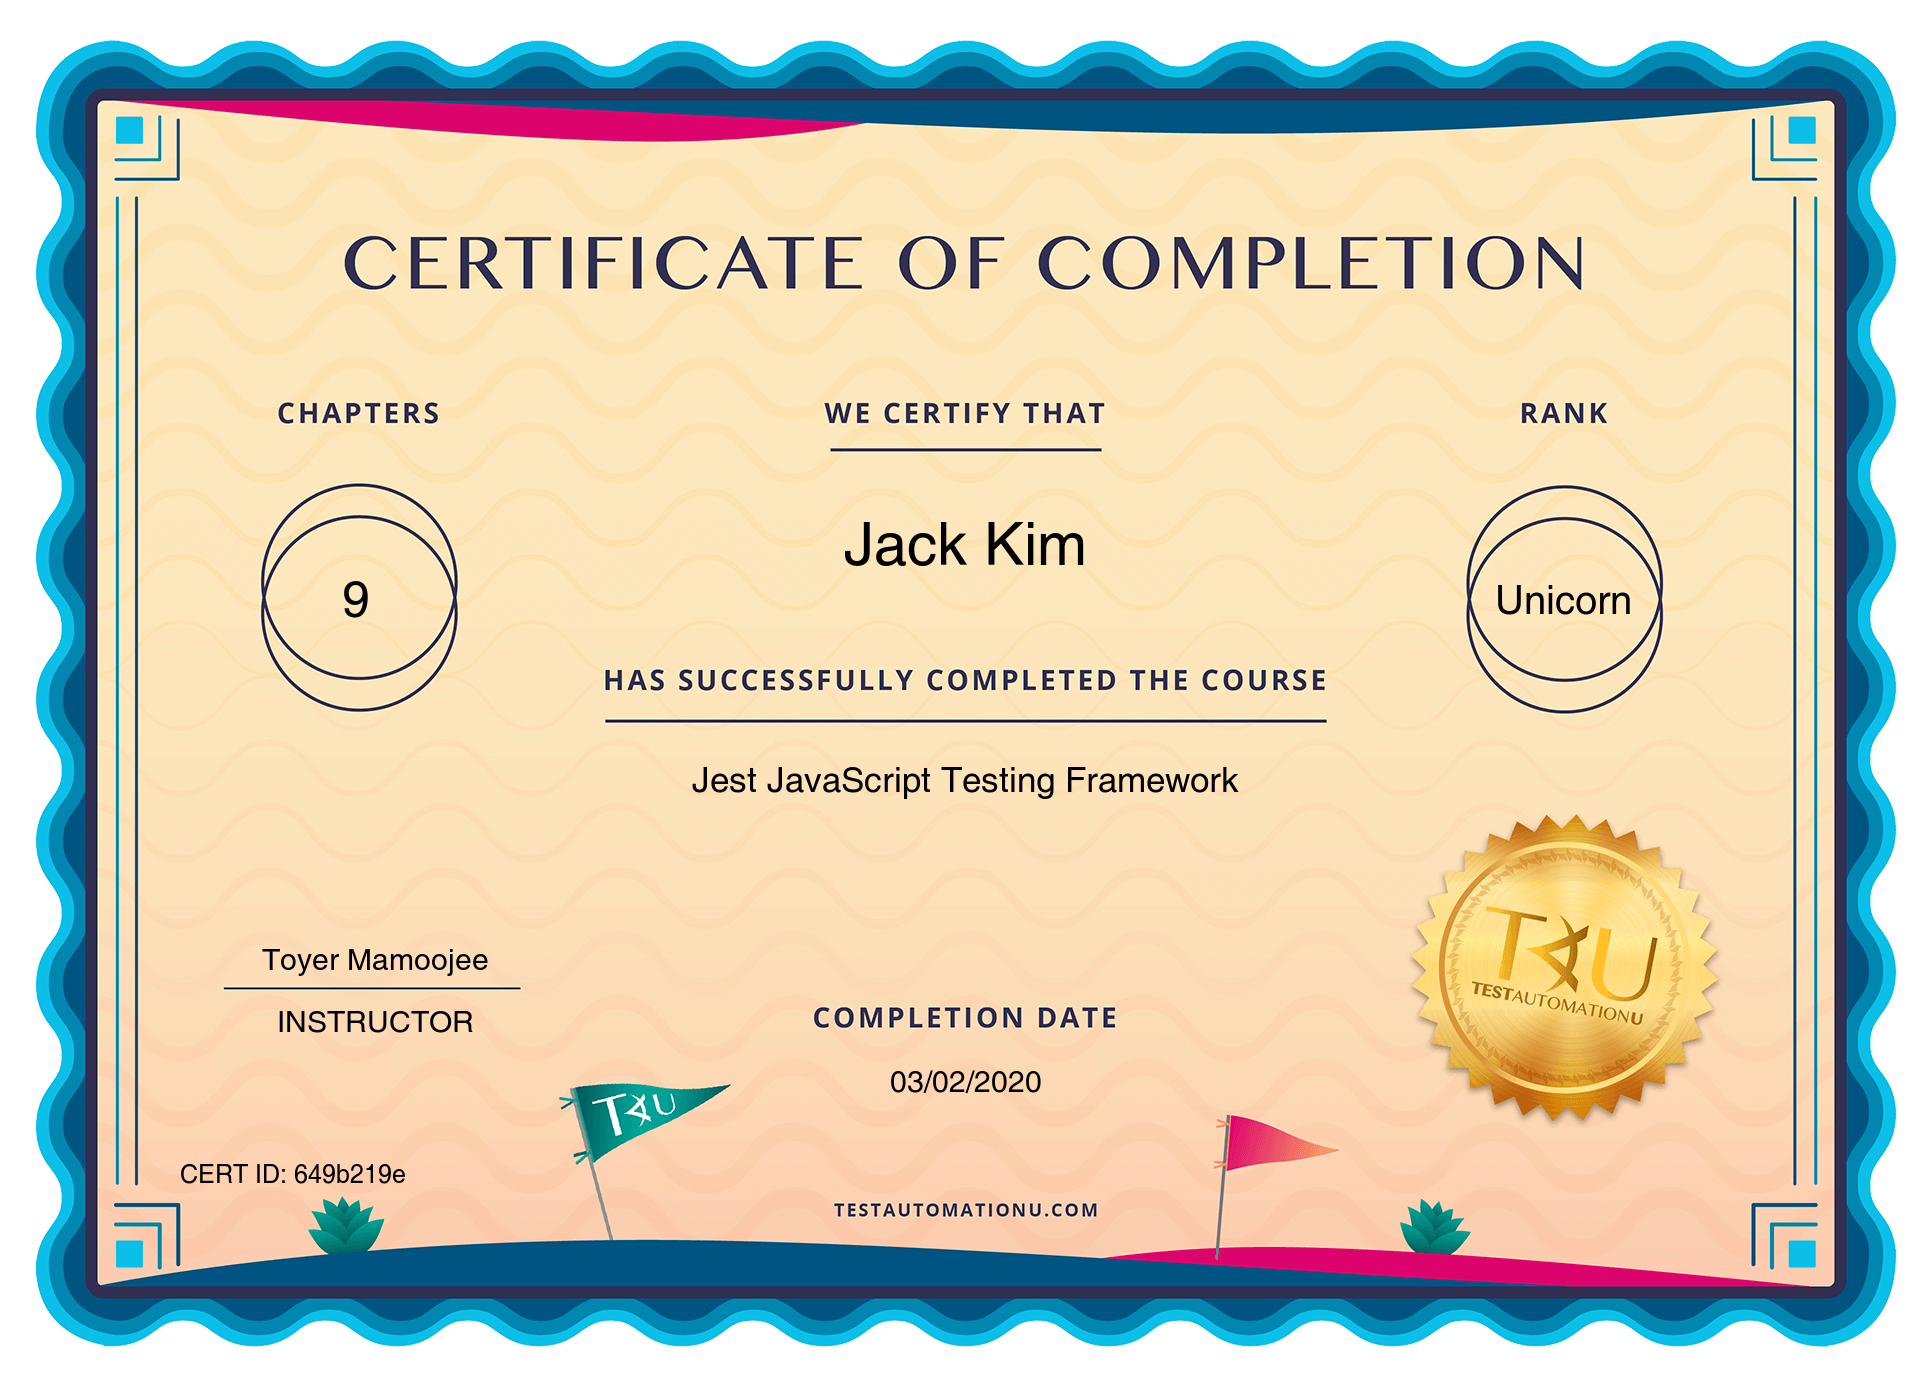 CERTIFICATE OF COMPLETION
CHAPTERS
9
WE CERTIFY THAT
Jack Kim
RANK
Unicorn
HAS SUCCESSFULLY COMPLETED THE COURSE
Jest JavaScript Testing Framework
Toyer Mamoojee
INSTRUCTOR
COMPLETION DATE
03/02/2020
TAU
TESTAUTOMATIONU
TAU
CERT ID: 649b219e
TESTAUTOMATIONU.COM